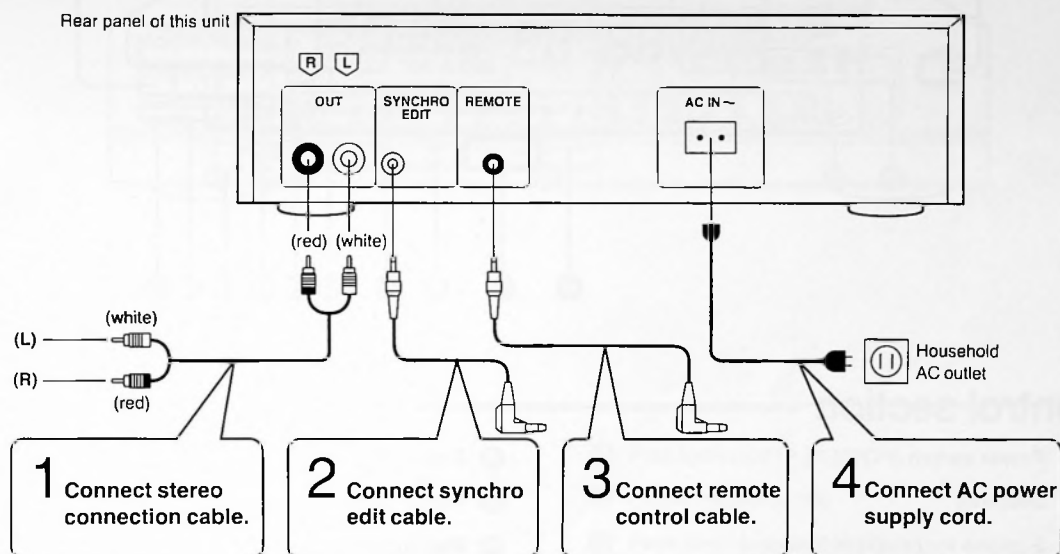 Rear panel of this unit
R L
OUT
SYNCHRO
EDIT
REMOTE
AC IN ~
(red) (white)
(white)
(L)
(R)
(red)
Household
AC outlet
1 Connect stereo
connection cable.
2 Connect synchro
edit cable.
3 Connect remote
control cable.
4 Connect AC power
supply cord.
ntrol section